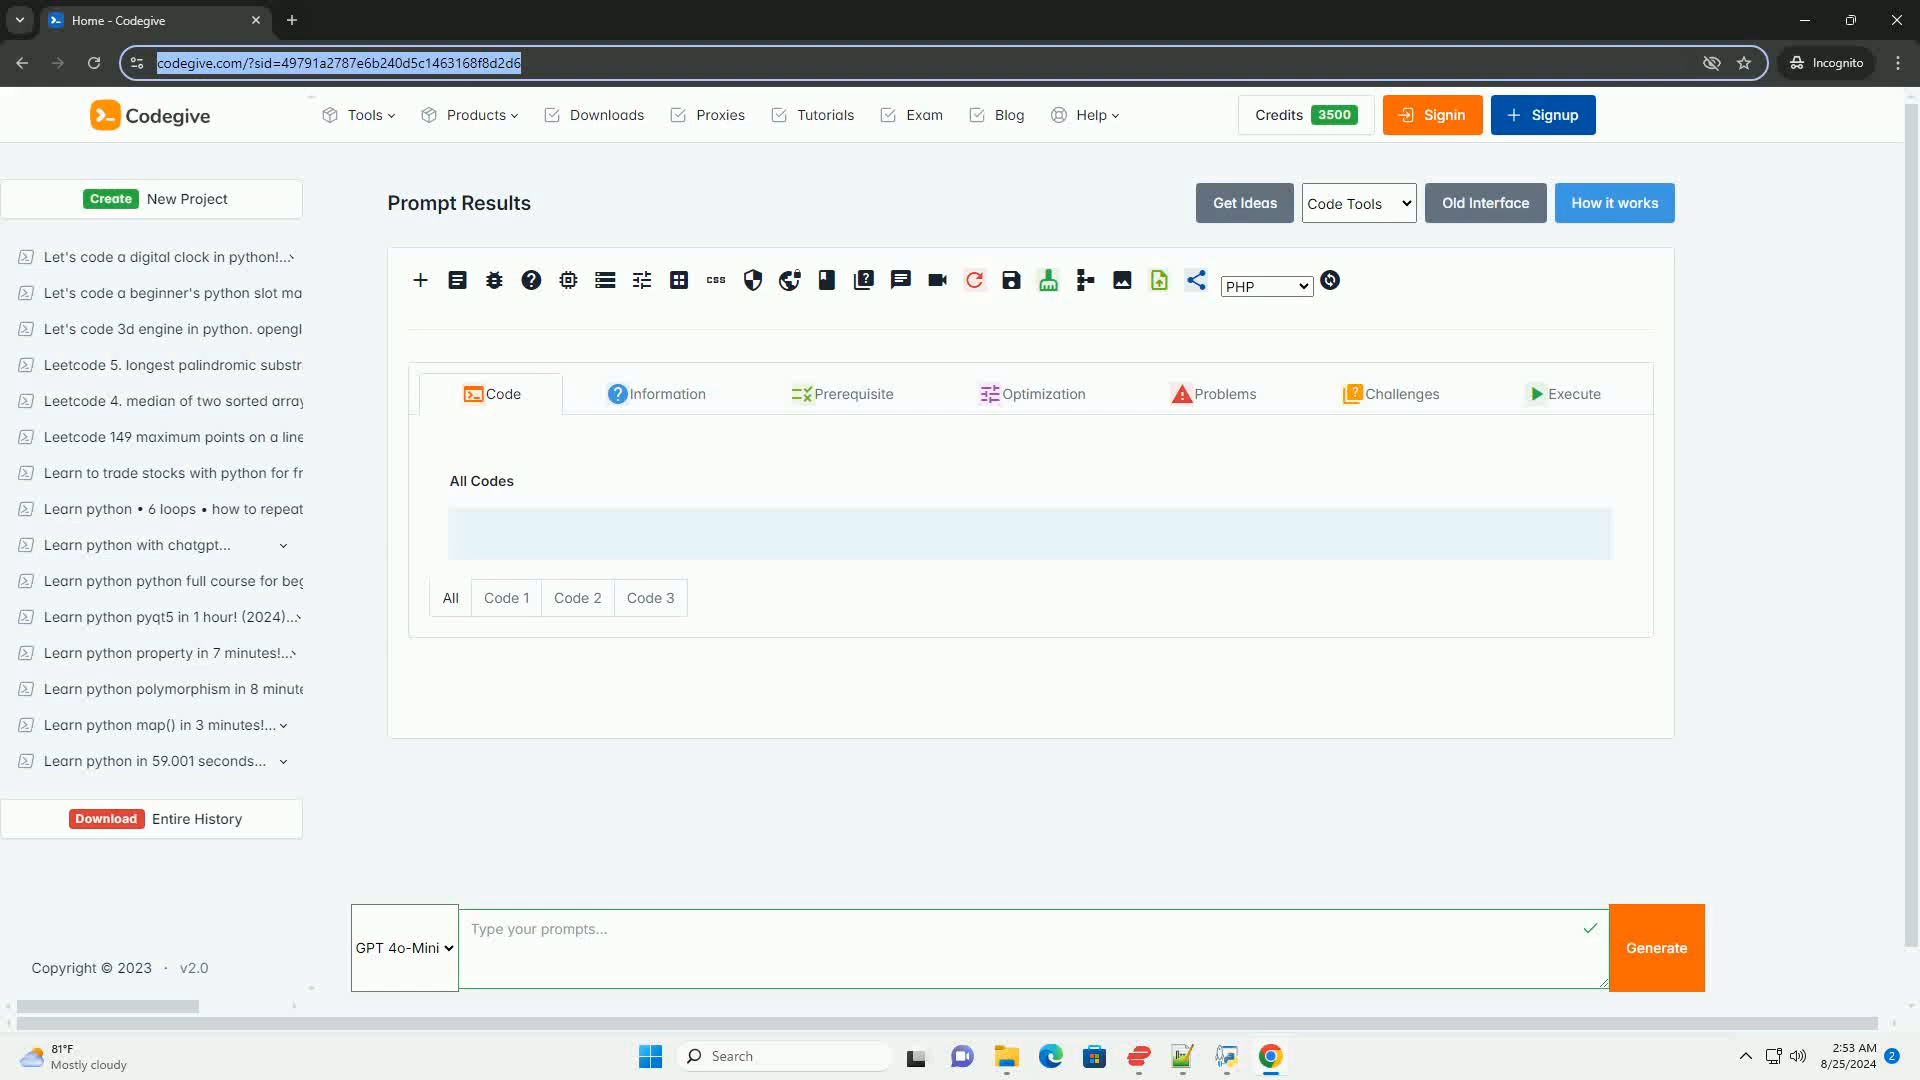 Home - Codegive
codegive.com/?sid=49791a2787e6b240d5c1463168f8d2d6
Incognito
Codegive
Tools
Products
Downloads
Proxies
Tutorials
Exam
Blog
Help
Credits 3500
Signin
Signup
Create New Project
Let's code a digital clock in python!...
Let's code a beginner's python slot ma
Let's code 3d engine in python. opengl
Leetcode 5. longest palindromic substr
Leetcode 4. median of two sorted array
Leetcode 149 maximum points on a line
Learn to trade stocks with python for fr
Learn python • 6 loops • how to repeat
Learn python with chatgpt...
Learn python python full course for beg
Learn python pyqt5 in 1 hour! (2024)...
Learn python property in 7 minutes!...
Learn python polymorphism in 8 minute
Learn python map() in 3 minutes!...
Learn python in 59.001 seconds...
Download Entire History
Copyright © 2023 · v2.0
Prompt Results
Get Ideas
Code Tools
Old Interface
How it works
css
PHP
Code
Information
Prerequisite
Optimization
Problems
Challenges
Execute
All Codes
All
Code 1
Code 2
Code 3
GPT 4o-Mini
Type your prompts...
Generate
81°F
Mostly cloudy
Search
2:53 AM
8/25/2024
2